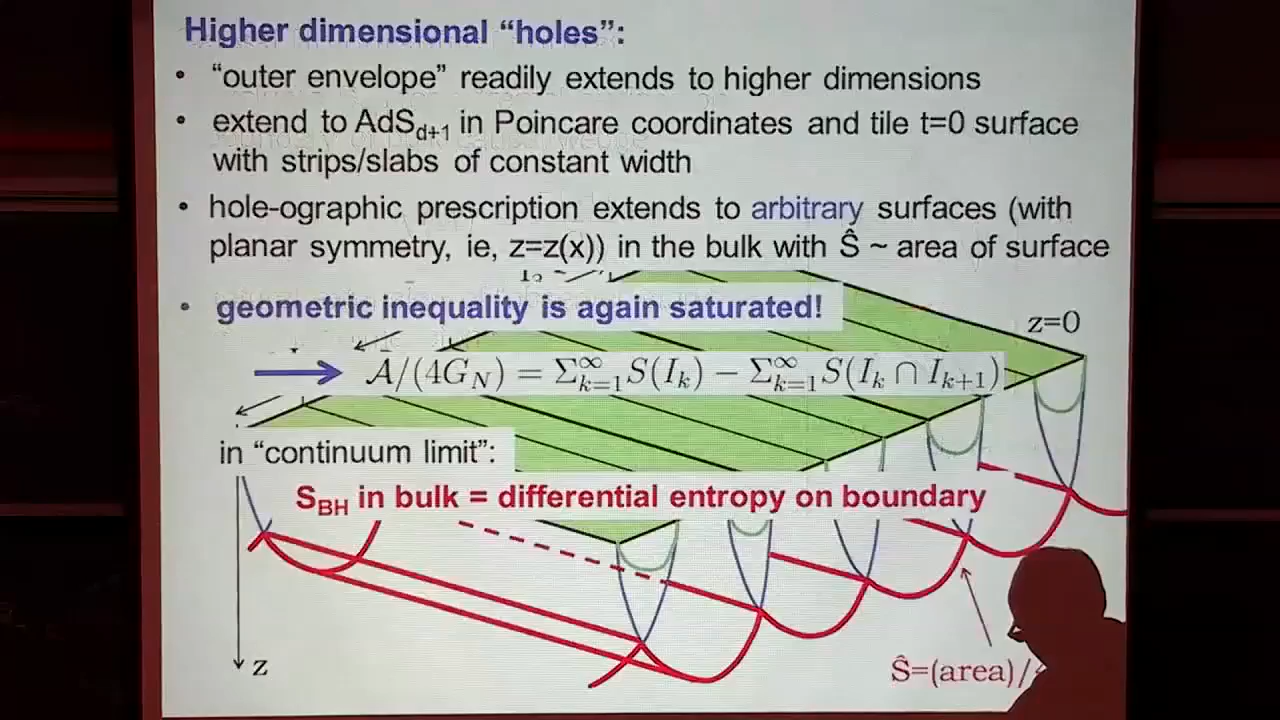 Higher dimensional “holes”:
• “outer envelope” readily extends to higher dimensions
• extend to AdS_{d+1} in Poincare coordinates and tile t=0 surface
with strips/slabs of constant width
• hole-ographic prescription extends to arbitrary surfaces (with
planar symmetry, ie, z=z(x)) in the bulk with Ŝ ~ area of surface
• geometric inequality is again saturated!
z=0
A/(4G_N) = Σ_{k=1}^∞ S(I_k) − Σ_{k=1}^∞ S(I_k ∩ I_{k+1})
in “continuum limit”:
S_{BH} in bulk = differential entropy on boundary
z
Ŝ=(area)/